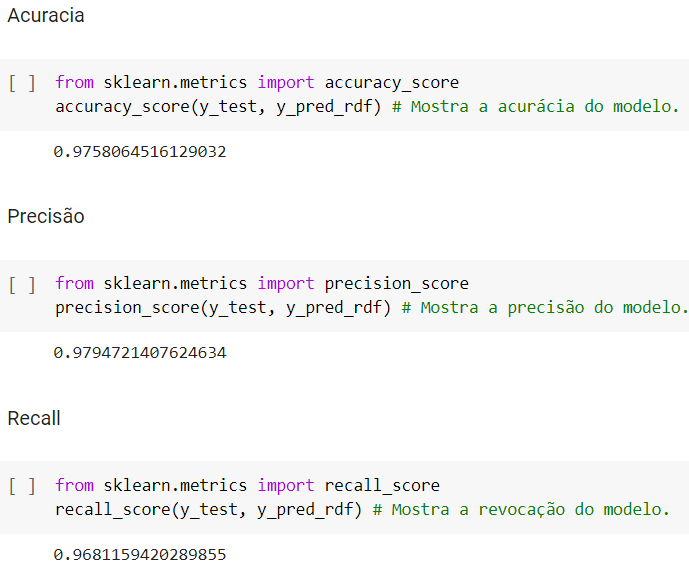 Acuracia
[ ] from sklearn.metrics import accuracy_score
accuracy_score(y_test, y_pred_rdf) # Mostra a acurácia do modelo.
0.9758064516129032
Precisão
[ ] from sklearn.metrics import precision_score
precision_score(y_test, y_pred_rdf) # Mostra a precisão do modelo.
0.9794721407624634
Recall
[ ] from sklearn.metrics import recall_score
recall_score(y_test, y_pred_rdf) # Mostra a revocação do modelo.
0.9681159420289855